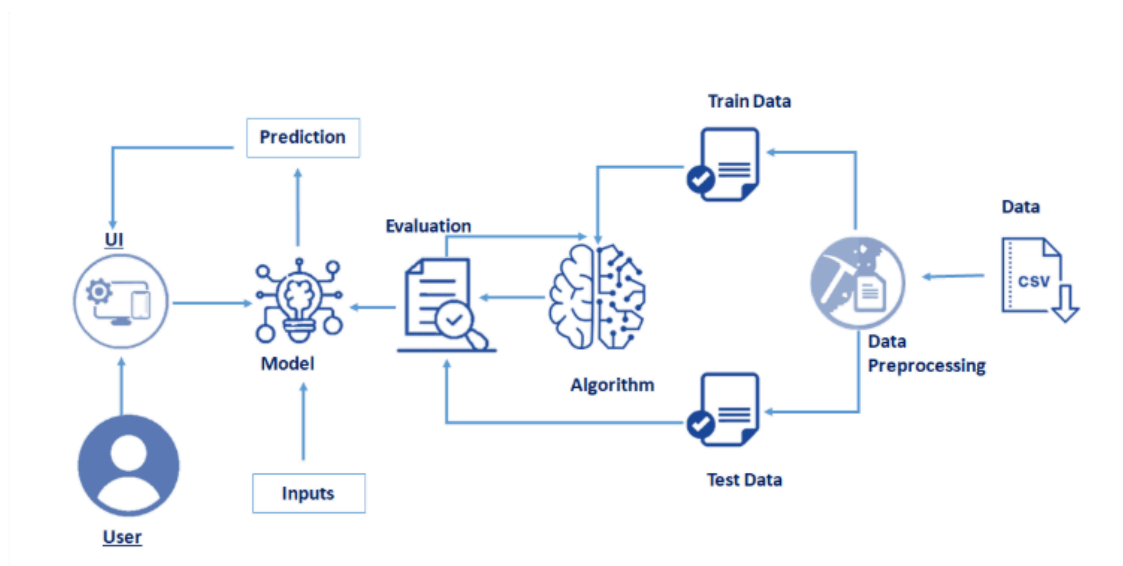 Train Data
Prediction
Data
Evaluation
UI
CSV
Data
Preprocessing
Model
Algorithm
Test Data
Inputs
User